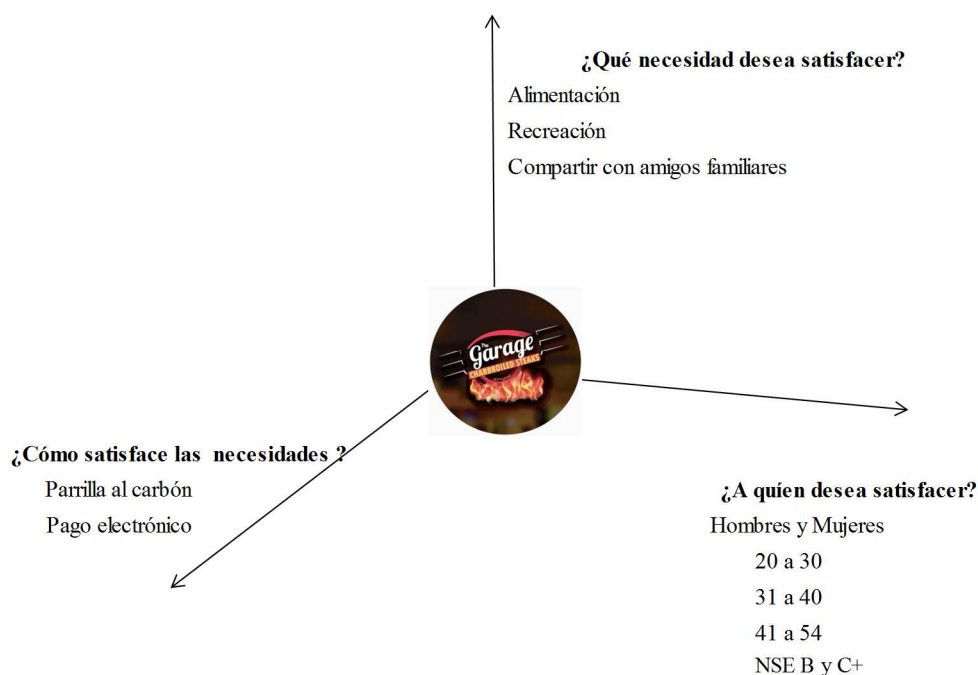 ¿Qué necesidad desea satisfacer?
Alimentación
Recreación
Compartir con amigos familiares
The
Garage
CHARBROILED STEAKS
¿Cómo satisface las necesidades ?
Parrilla al carbón
Pago electrónico
¿A quíen desea satisfacer?
Hombres y Mujeres
20 a 30
31 a 40
41 a 54
NSE B y C+